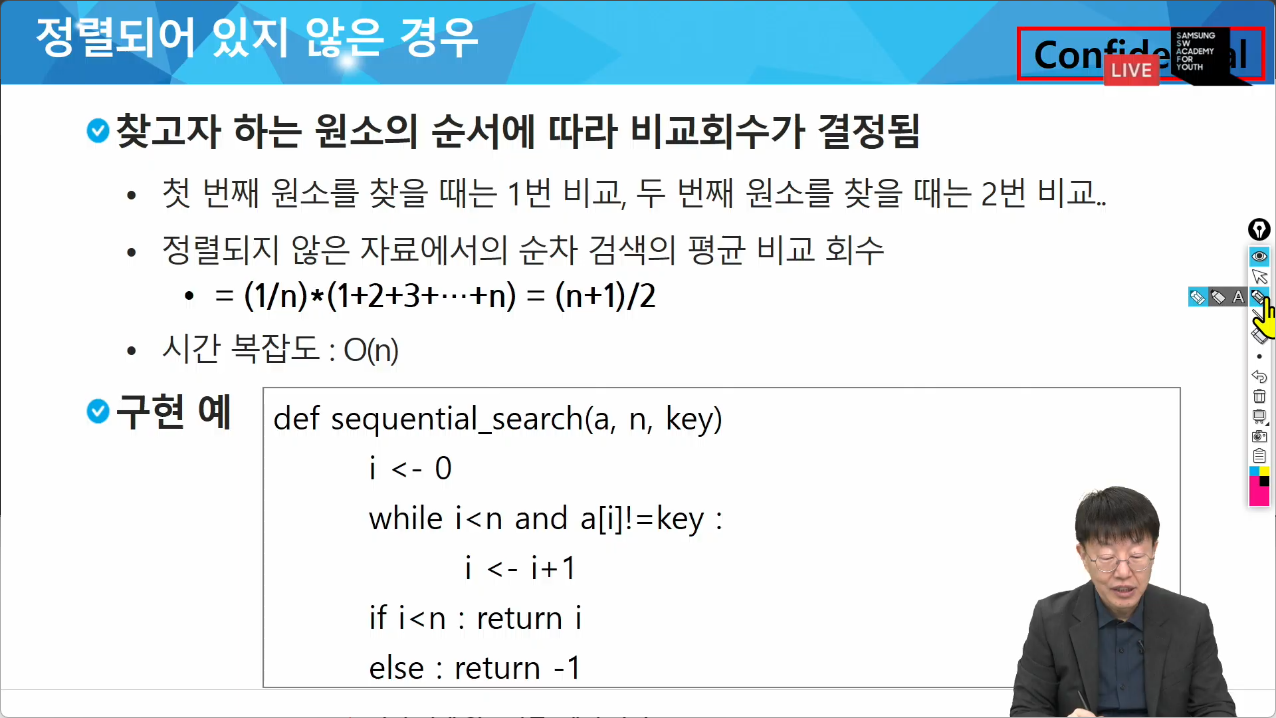 정렬되어 있지 않은 경우
SAMSUNG
SW
ACADEMY
FOR
YOUTH
LIVE
찾고자 하는 원소의 순서에 따라 비교회수가 결정됨
• 첫 번째 원소를 찾을 때는 1번 비교, 두 번째 원소를 찾을 때는 2번 비교..
• 정렬되지 않은 자료에서의 순차 검색의 평균 비교 회수
• = (1/n)*(1+2+3+⋯+n) = (n+1)/2
• 시간 복잡도 : O(n)
구현 예
def sequential_search(a, n, key)
i <- 0
while i<n and a[i]!=key :
i <- i+1
if i<n : return i
else : return -1
A